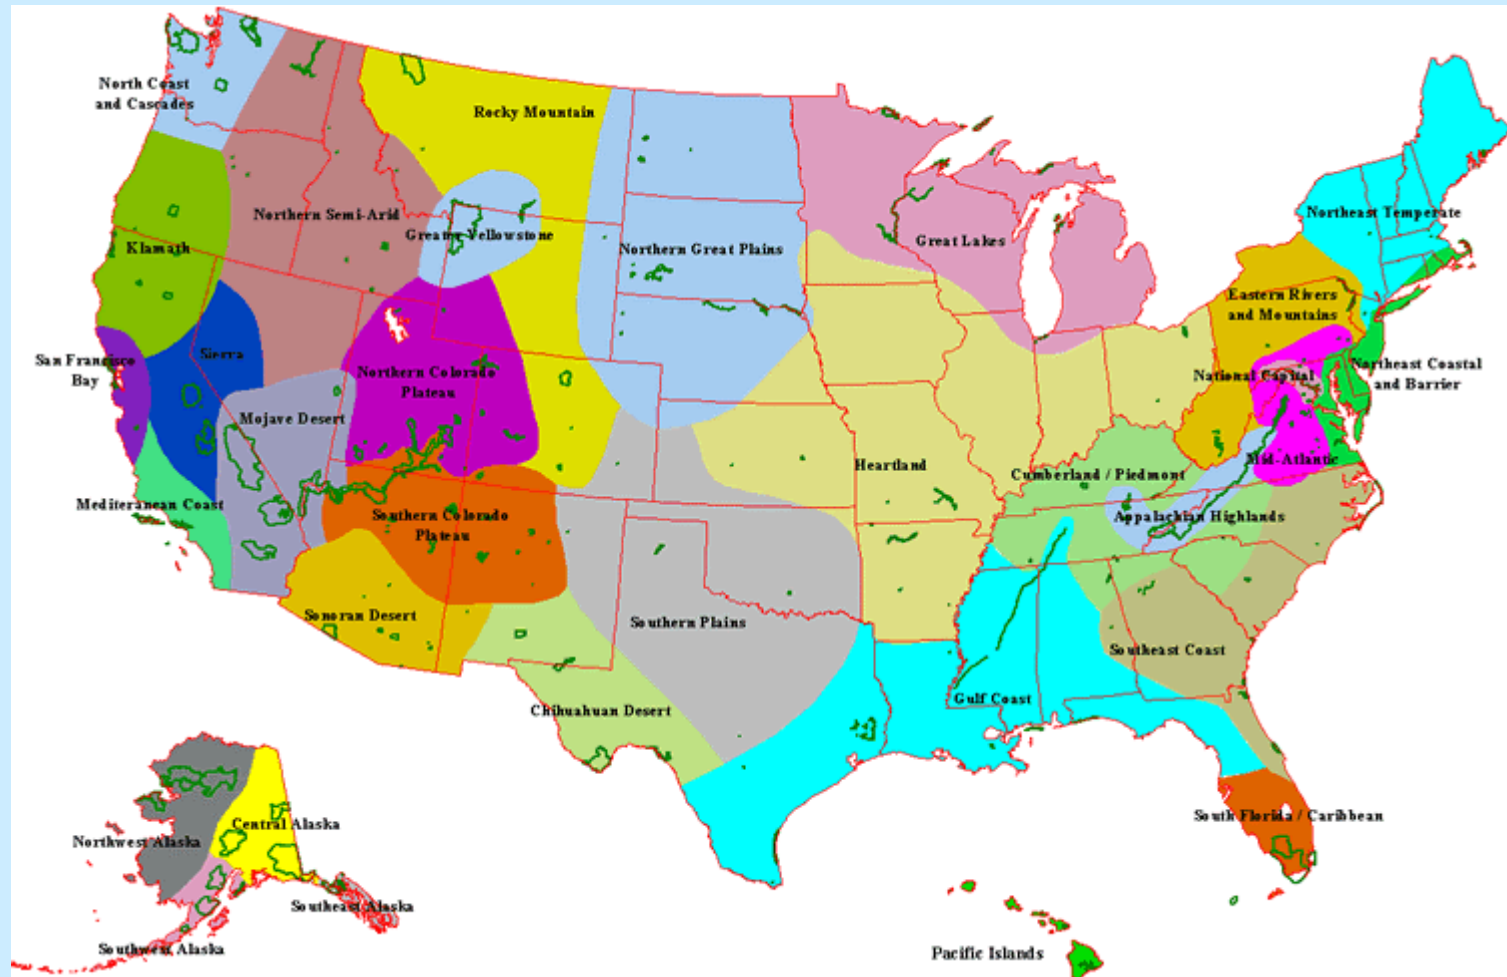 North Coast
and Cascades
Rocky Mountain
Northern Semi-Arid
Greater Yellowstone
Northern Great Plains
Great Lakes
Northeast Temperate
Klamath
Eastern Rivers
and Mountains
San Francisco
Bay
Sierra
Northern Colorado
Plateau
National Capital
Northeast Coastal
and Barrier
Mojave Desert
Heartland
Cumberland / Piedmont
Mid-Atlantic
Mediteranean Coast
Southern Colorado
Plateau
Appalachian Highlands
Sonoran Desert
Southern Plains
Southeast Coast
Chihuahuan Desert
Gulf Coast
Central Alaska
Northwest Alaska
South Florida / Caribbean
Southeast Alaska
Southwest Alaska
Pacific Islands